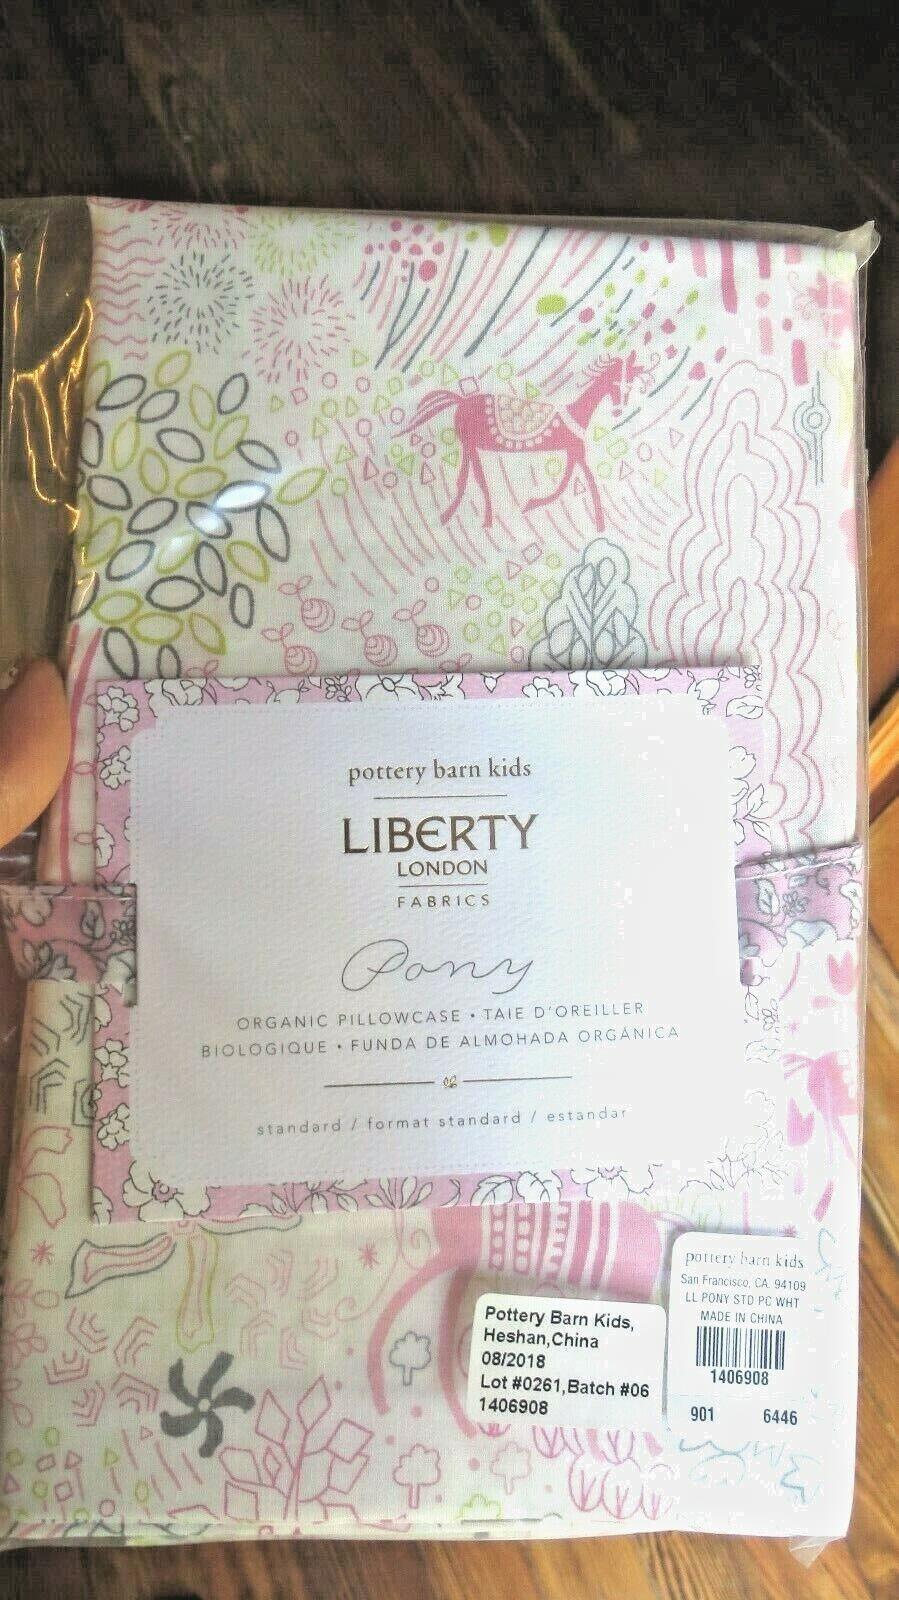 pottery barn kids
LIBERTY
LONDON
FABRICS
Pony
ORGANIC PILLOWCASE • TAIE D'OREILLER
BIOLOGIQUE • FUNDA DE ALMOHADA ORGÁNICA
standard / format standard / estandar
Pottery Barn Kids,
Heshan,China
08/2018
Lot #0261,Batch #06
1406908
pottery barn kids
San Francisco, CA. 94109
LL PONY STD PC WHT
MADE IN CHINA
1406908
901 6446